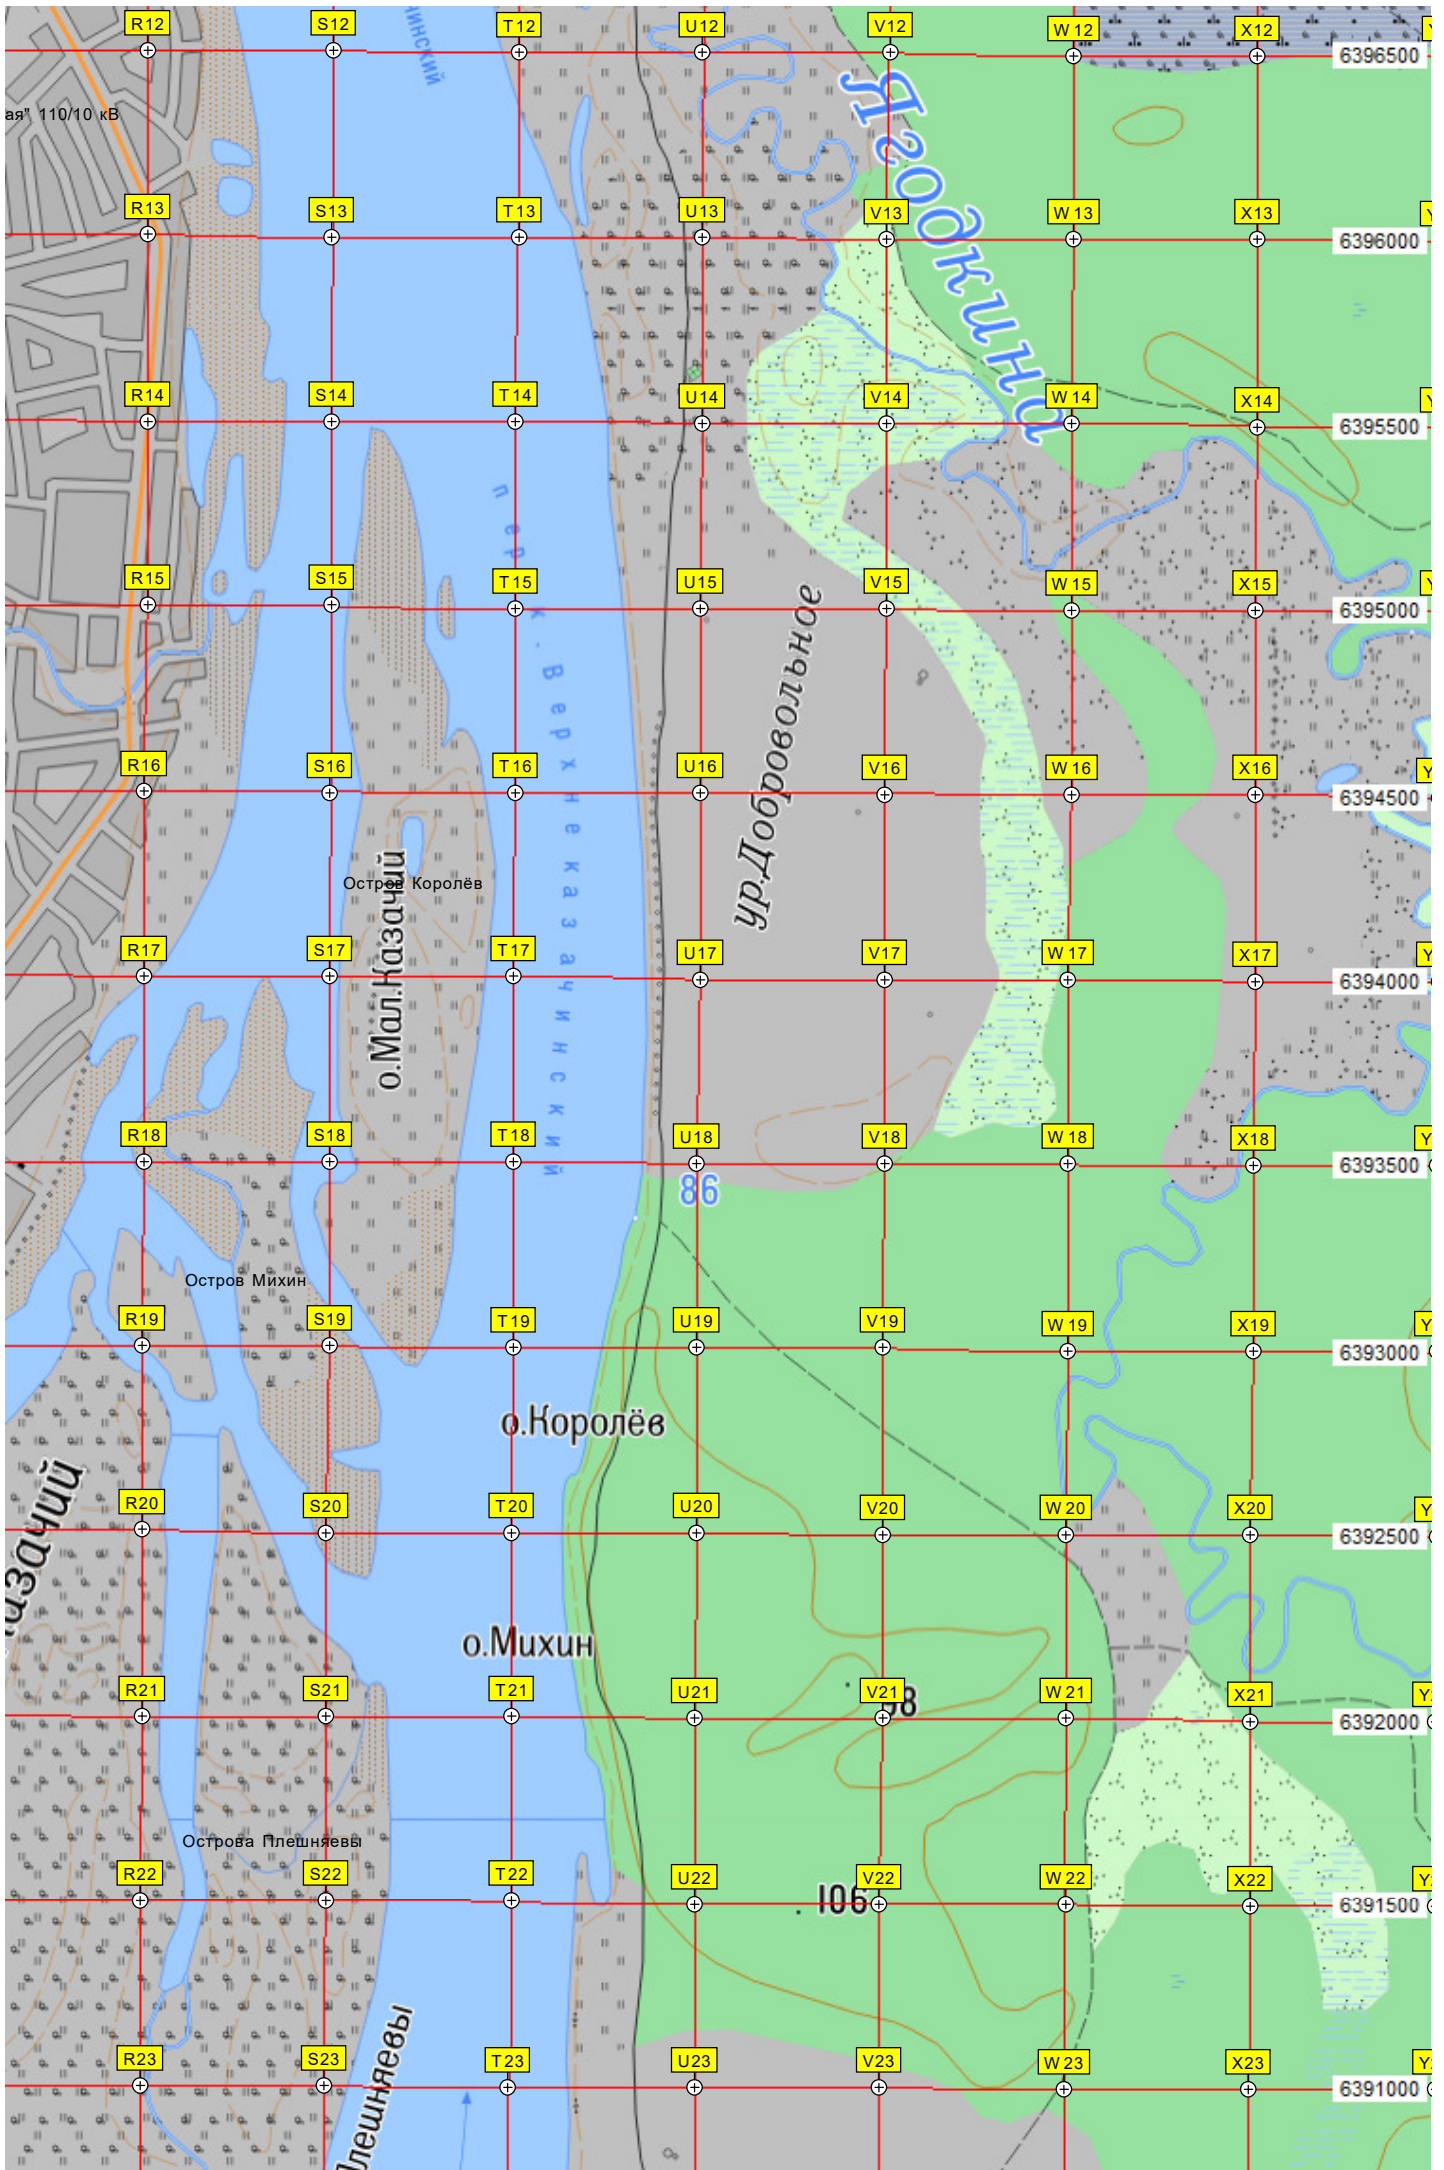 R12 S12 T12 U12 V12 W12 X12
6396500
чинский
ая" 110/10 кВ
Ягодкина
R13 S13 T13 U13 V13 W13 X13
6396000
R14 S14 T14 U14 V14 W14 X14
6395500
R15 S15 T15 U15 V15 W15 X15
6395000
пер к. Верхнеказачинский
ур.Добровольное
R16 S16 T16 U16 V16 W16 X16
6394500
Остров Королёв
о.Мал.Казачий
R17 S17 T17 U17 V17 W17 X17
6394000
R18 S18 T18 U18 V18 W18 X18
6393500
86
Остров Михин
R19 S19 T19 U19 V19 W19 X19
6393000
о.Королёв
азачий
R20 S20 T20 U20 V20 W20 X20
6392500
о.Михин
R21 S21 T21 U21 V21 W21 X21
6392000
Острова Плешняевы
R22 S22 T22 U22 V22 W22 X22
106
6391500
Плешняевы
R23 S23 T23 U23 V23 W23 X23
6391000